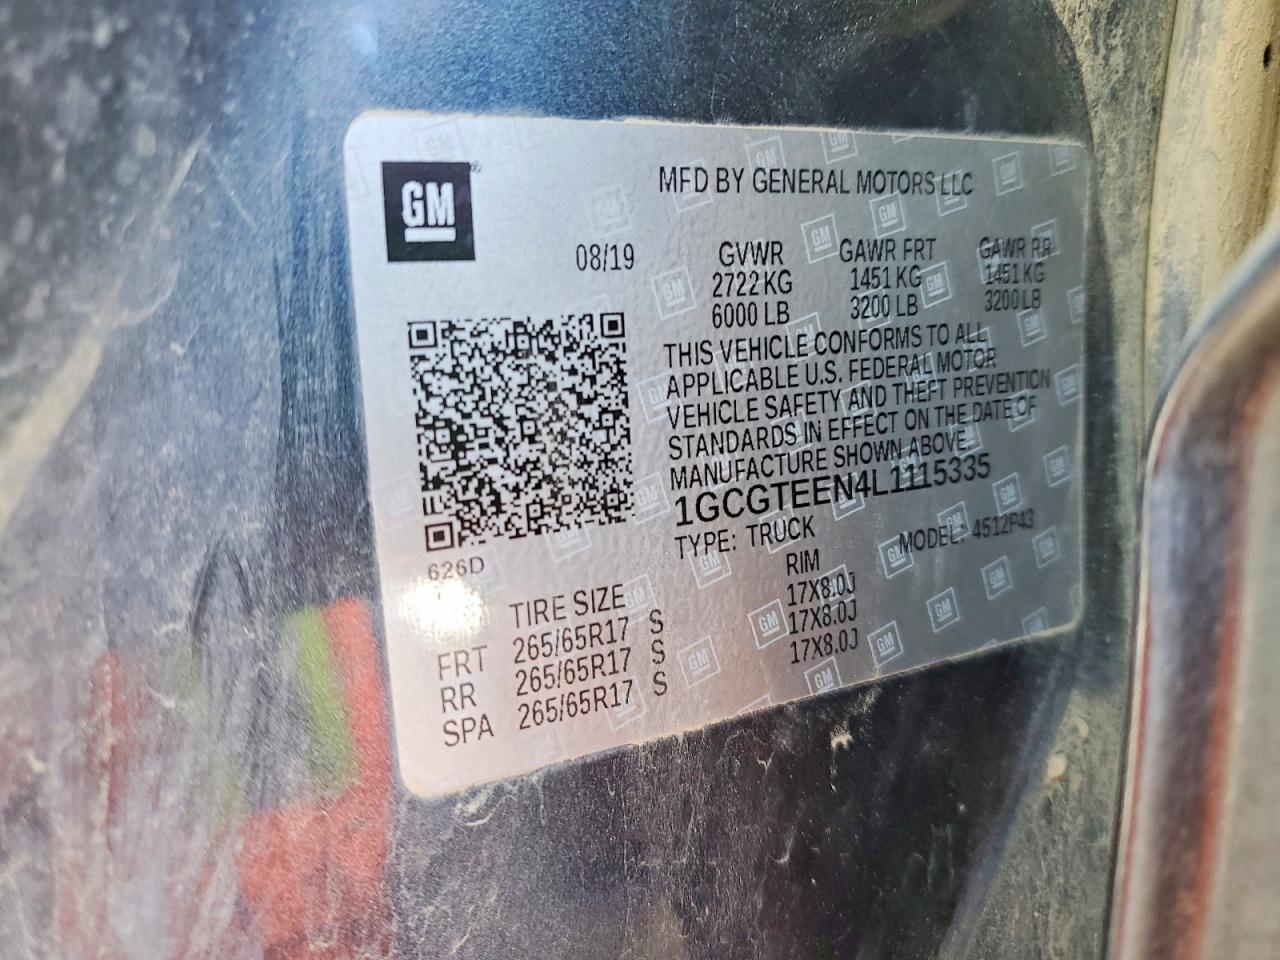 GM
MFD BY GENERAL MOTORS LLC
08/19 GVWR GAWR FRT GAWR RR
2722 KG 1451 KG 1451 KG
6000 LB 3200 LB 3200 LB
THIS VEHICLE CONFORMS TO ALL
APPLICABLE U.S. FEDERAL MOTOR
VEHICLE SAFETY AND THEFT PREVENTION
STANDARDS IN EFFECT ON THE DATE OF
MANUFACTURE SHOWN ABOVE.
1GCGTEEN4L1115335
TYPE: TRUCK MODEL: 4512P43
626D
TIRE SIZE RIM
FRT 265/65R17 S 17X8.0J
RR 265/65R17 S 17X8.0J
SPA 265/65R17 S 17X8.0J